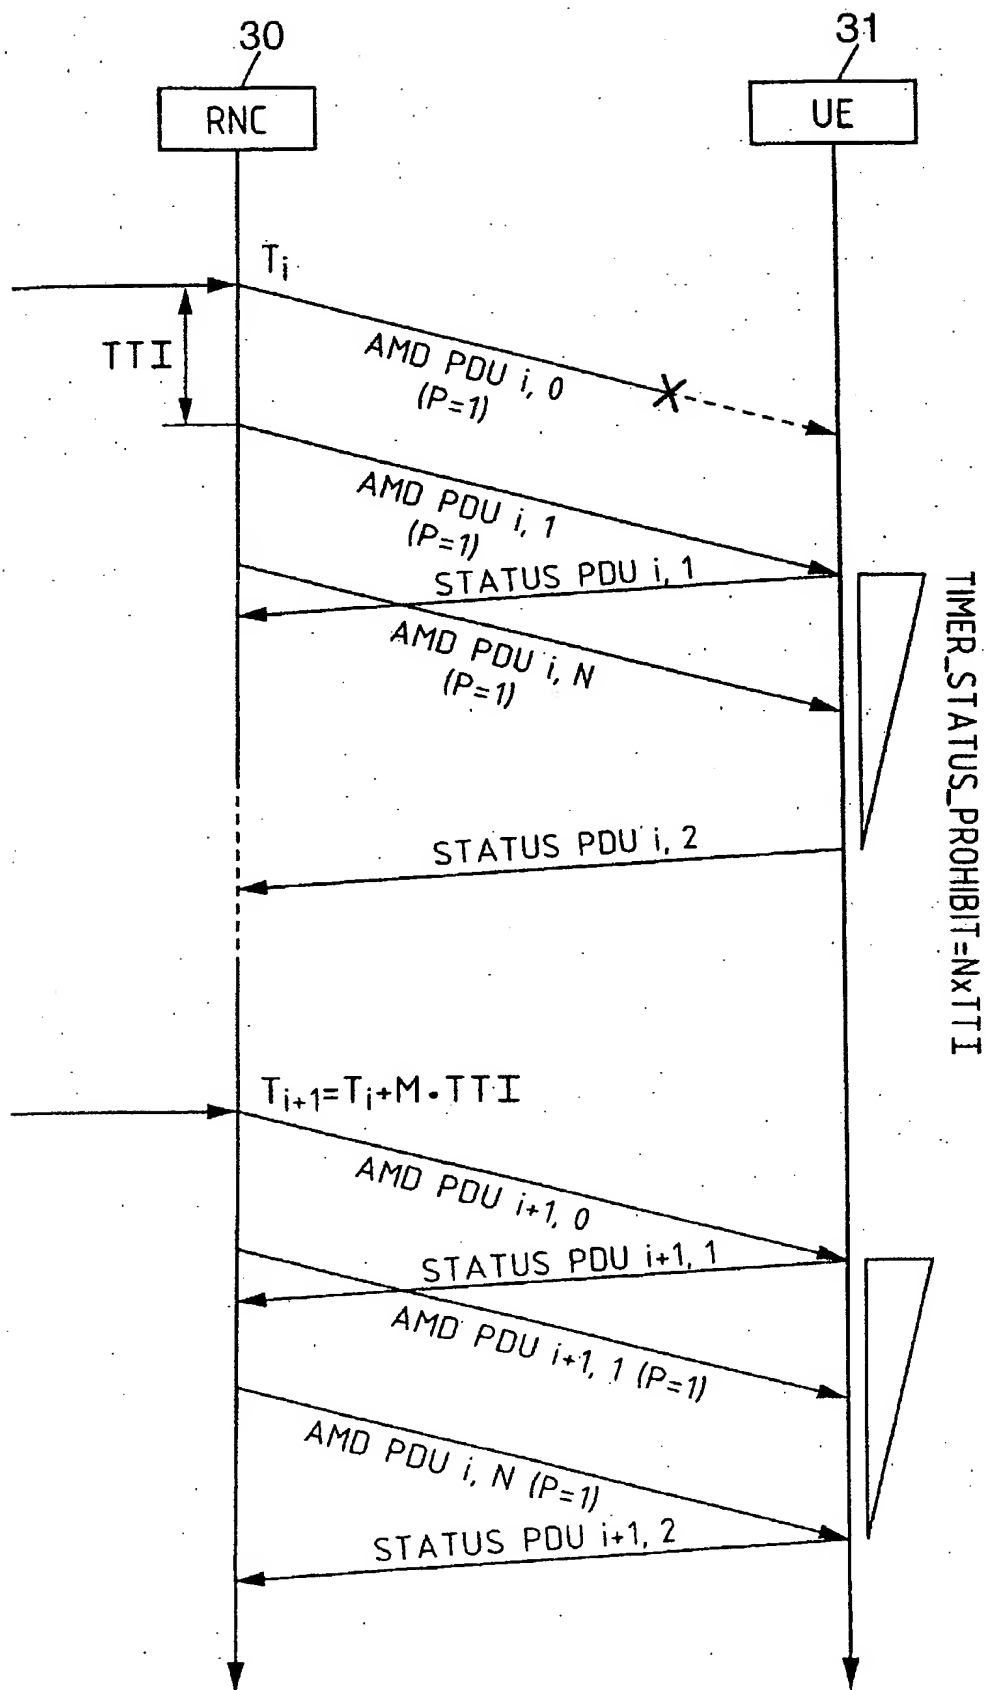 30
31
RNC
UE
Ti
TTI
AMD PDU i, 0
(P=1)
AMD PDU i, 1
(P=1)
STATUS PDU i, 1
AMD PDU i, N
(P=1)
TIMER_STATUS_PROHIBIT=NxTTI
STATUS PDU i, 2
Ti+1=Ti+M·TTI
AMD PDU i+1, 0
STATUS PDU i+1, 1
AMD PDU i+1, 1 (P=1)
AMD PDU i, N (P=1)
STATUS PDU i+1, 2